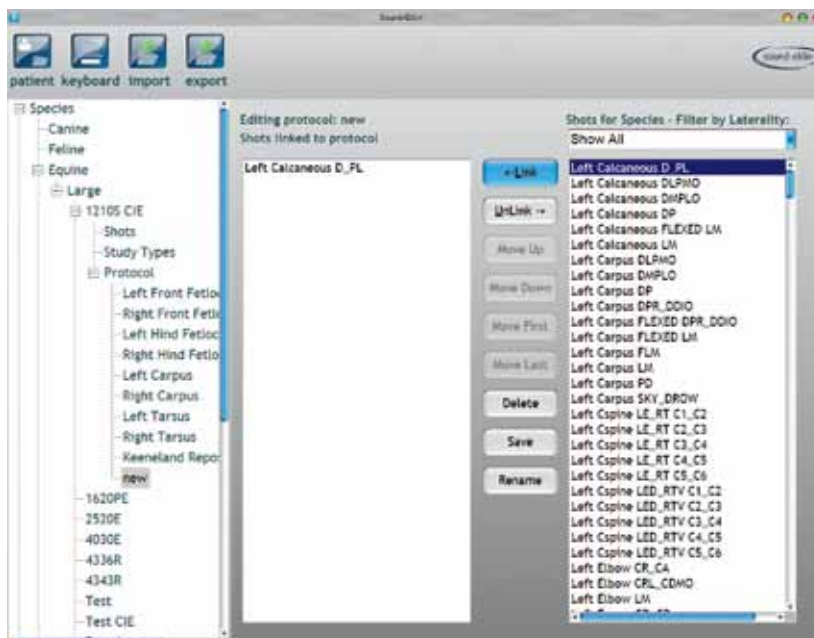 patient keyboard import export
Species
Canine
Feline
Equine
Large
12105 CIE
Shots
Study Types
Protocol
Left Front Fetloc
Right Front Fetlo
Left Hind Fetloc
Right Hind Fetlo
Left Carpus
Right Carpus
Left Tarsus
Right Tarsus
Keeneland Repo
new
1620PE
2520E
4030E
4336R
4343R
Test
Test CIE
Editing protocol: new
Shots linked to protocol
Left Calcaneous D_PL
<-Link
UnLink ->
Move Up
Move Down
Move First
Move Last
Delete
Save
Rename
Shots for Species - Filter by Laterality:
Show All
Left Calcaneous D_PL
Left Calcaneous DLPMO
Left Calcaneous DMPLO
Left Calcaneous DP
Left Calcaneous FLEXED LM
Left Calcaneous LM
Left Carpus DLPMO
Left Carpus DMPLO
Left Carpus DP
Left Carpus DPR_DDIO
Left Carpus FLEXED DPR_DDIO
Left Carpus FLEXED LM
Left Carpus FLM
Left Carpus LM
Left Carpus PD
Left Carpus SKY_DROW
Left Cspine LE_RT C1_C2
Left Cspine LE_RT C2_C3
Left Cspine LE_RT C3_C4
Left Cspine LE_RT C4_C5
Left Cspine LE_RT C5_C6
Left Cspine LED_RTV C1_C2
Left Cspine LED_RTV C2_C3
Left Cspine LED_RTV C3_C4
Left Cspine LED_RTV C4_C5
Left Cspine LED_RTV C5_C6
Left Elbow CR_CA
Left Elbow CRL_CDMO
Left Elbow LM